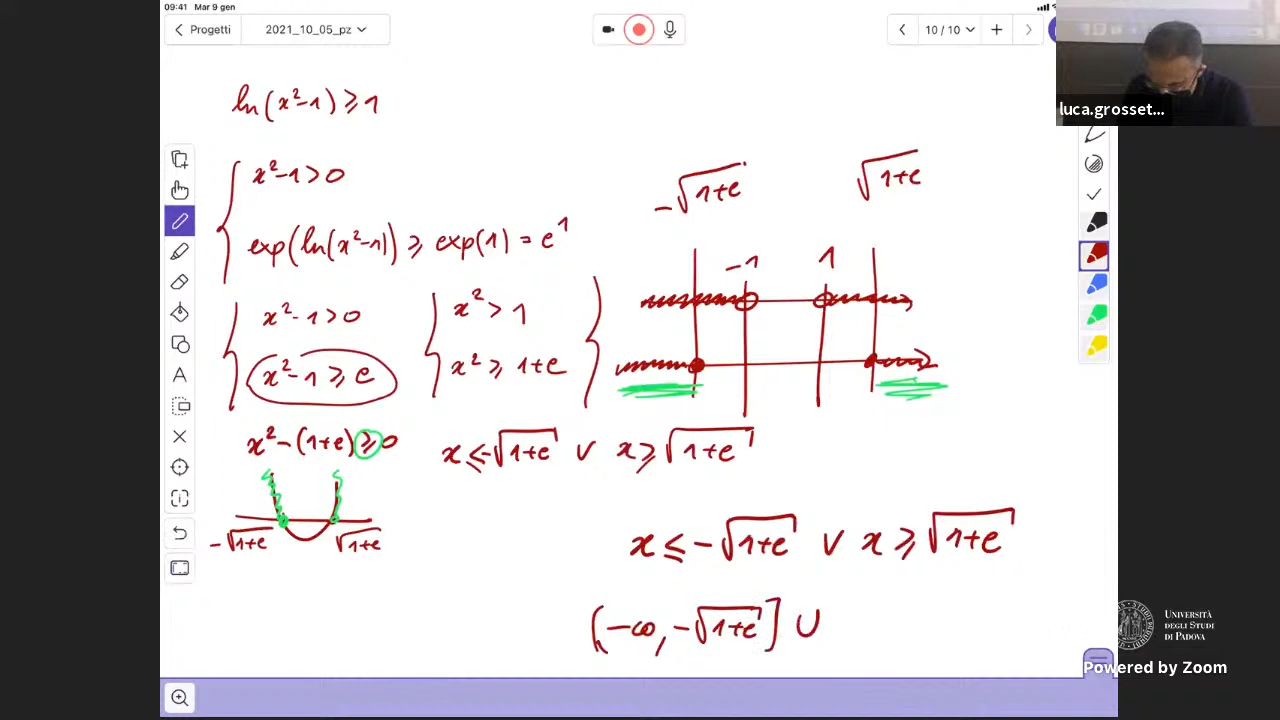 09:41 Mar 9 gen
Progetti
2021_10_05_pz
10 / 10
luca.grosset...
ln(x²-1) ⩾ 1
x²-1 > 0
exp(ln(x²-1)) ⩾ exp(1) = e¹
x²-1 > 0
x²-1 ⩾ e
x² > 1
x² ⩾ 1+e
-√1+e
√1+e
-1
1
x²-(1+e) ⩾ 0
x ≤ -√1+e ∨ x ⩾ √1+e
-√1+e
√1+e
x ≤ -√1+e ∨ x ⩾ √1+e
(-∞, -√1+e] ∪
UNIVERSITÀ
DEGLI STUDI
DI PADOVA
Powered by Zoom